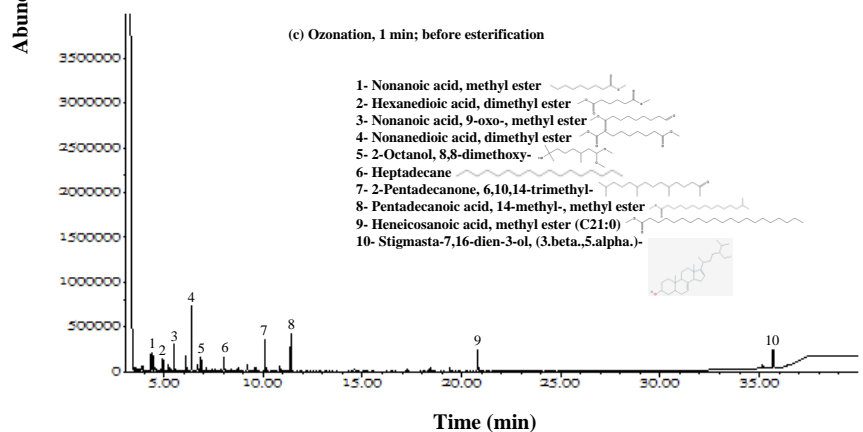 Abun
(c) Ozonation, 1 min; before esterification
1- Nonanoic acid, methyl ester
2- Hexanedioic acid, dimethyl ester
3- Nonanoic acid, 9-oxo-, methyl ester
4- Nonanedioic acid, dimethyl ester
5- 2-Octanol, 8,8-dimethoxy-
6- Heptadecane
7- 2-Pentadecanone, 6,10,14-trimethyl-
8- Pentadecanoic acid, 14-methyl-, methyl ester
9- Heneicosanoic acid, methyl ester (C21:0)
10- Stigmasta-7,16-dien-3-ol, (3.beta.,5.alpha.)-
3500000
3000000
2500000
2000000
1500000
1000000
500000
0
1 2 3 4 5 6 7 8 9 10
5.00 10.00 15.00 20.00 25.00 30.00 35.00
Time (min)